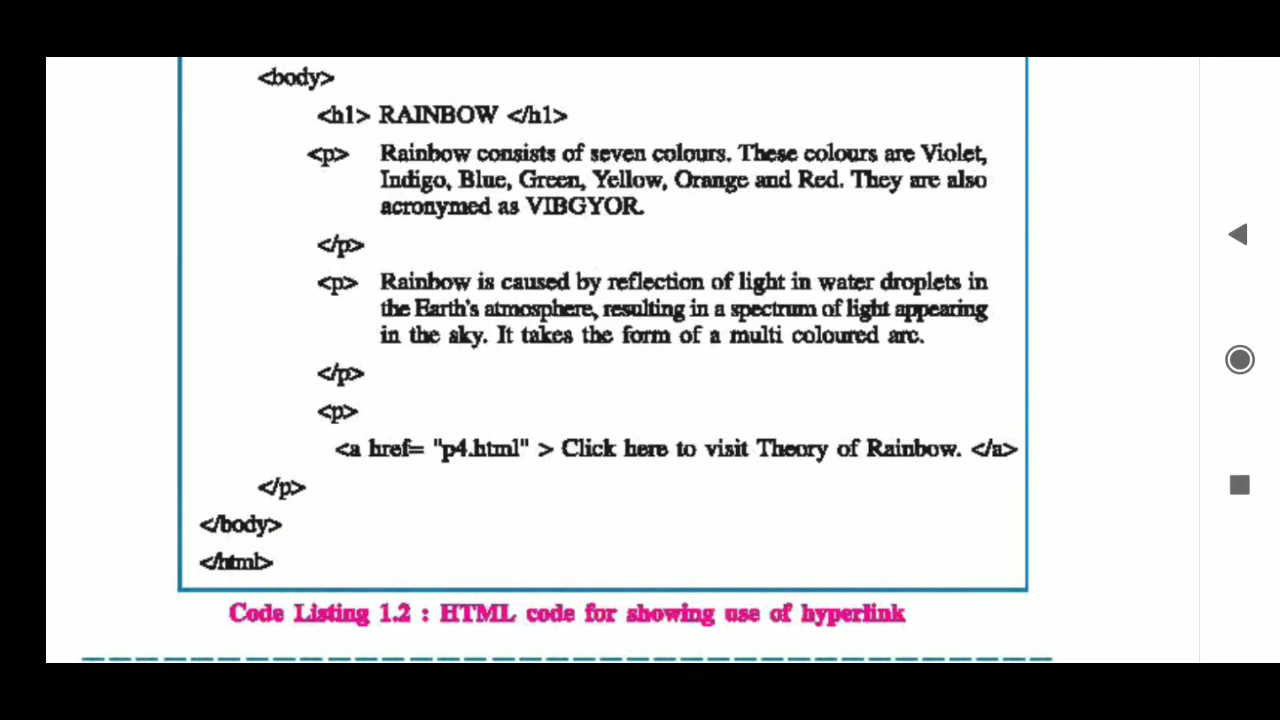 <body>
<h1> RAINBOW </h1>
<p> Rainbow consists of seven colours. These colours are Violet,
Indigo, Blue, Green, Yellow, Orange and Red. They are also
acronymed as VIBGYOR.
</p>
<p> Rainbow is caused by reflection of light in water droplets in
the Earth's atmosphere, resulting in a spectrum of light appearing
in the sky. It takes the form of a multi coloured arc.
</p>
<p>
<a href= "p4.html" > Click here to visit Theory of Rainbow. </a>
</p>
</body>
</html>
Code Listing 1.2 : HTML code for showing use of hyperlink